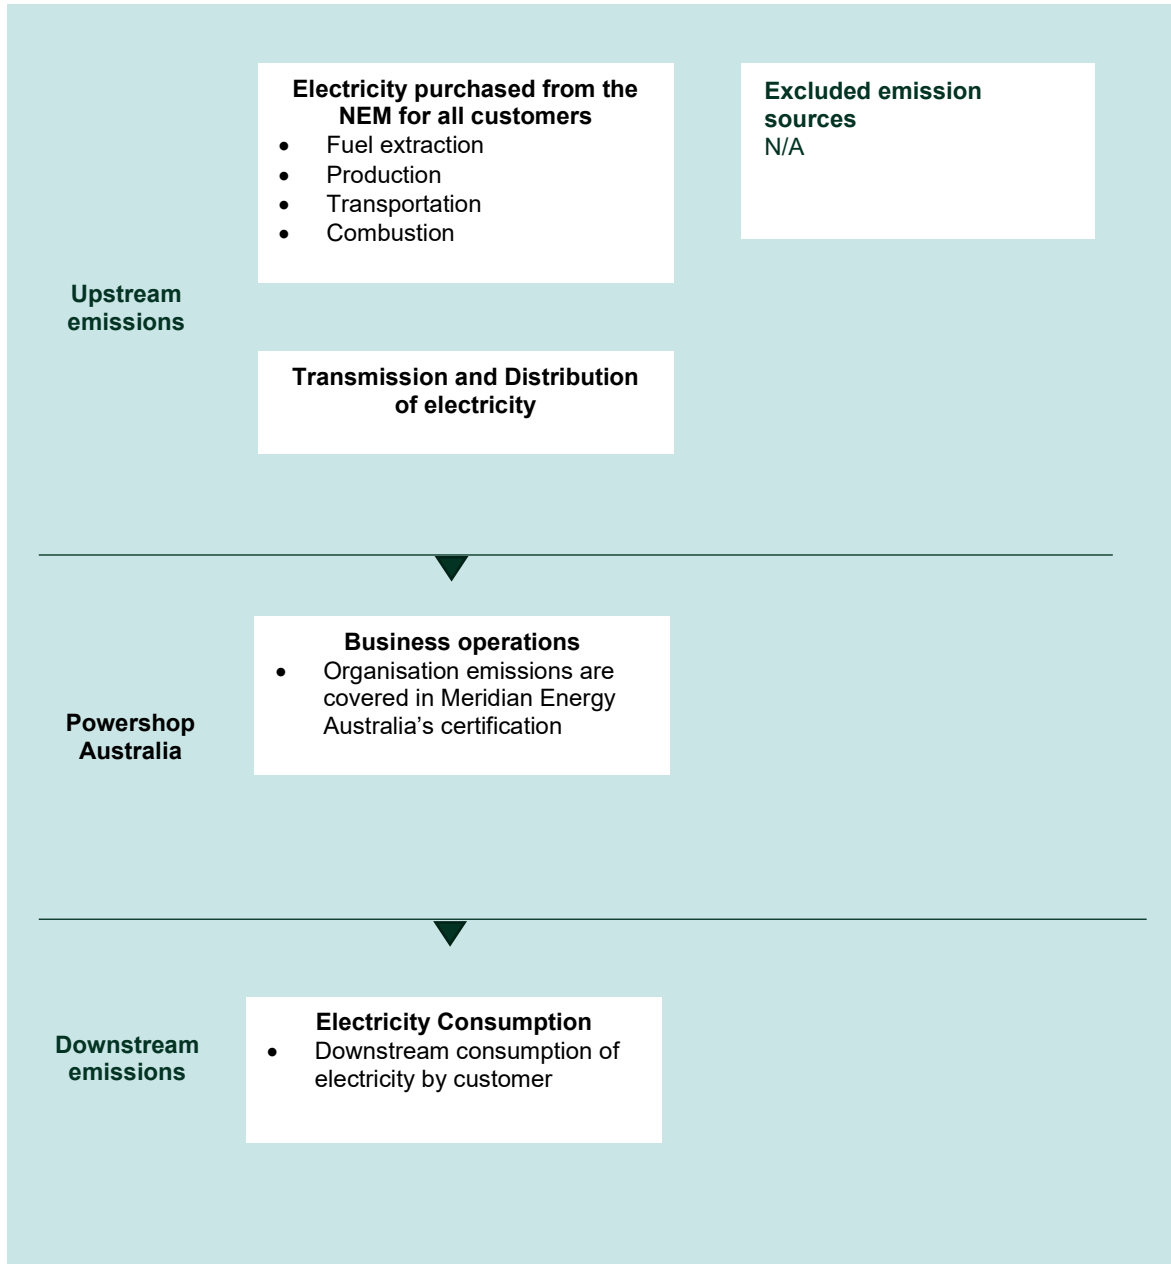 Electricity purchased from the
NEM for all customers
• Fuel extraction
• Production
• Transportation
• Combustion
Excluded emission
sources
N/A
Upstream
emissions
Transmission and Distribution
of electricity
Business operations
• Organisation emissions are
covered in Meridian Energy
Australia’s certification
Powershop
Australia
Electricity Consumption
• Downstream consumption of
electricity by customer
Downstream
emissions